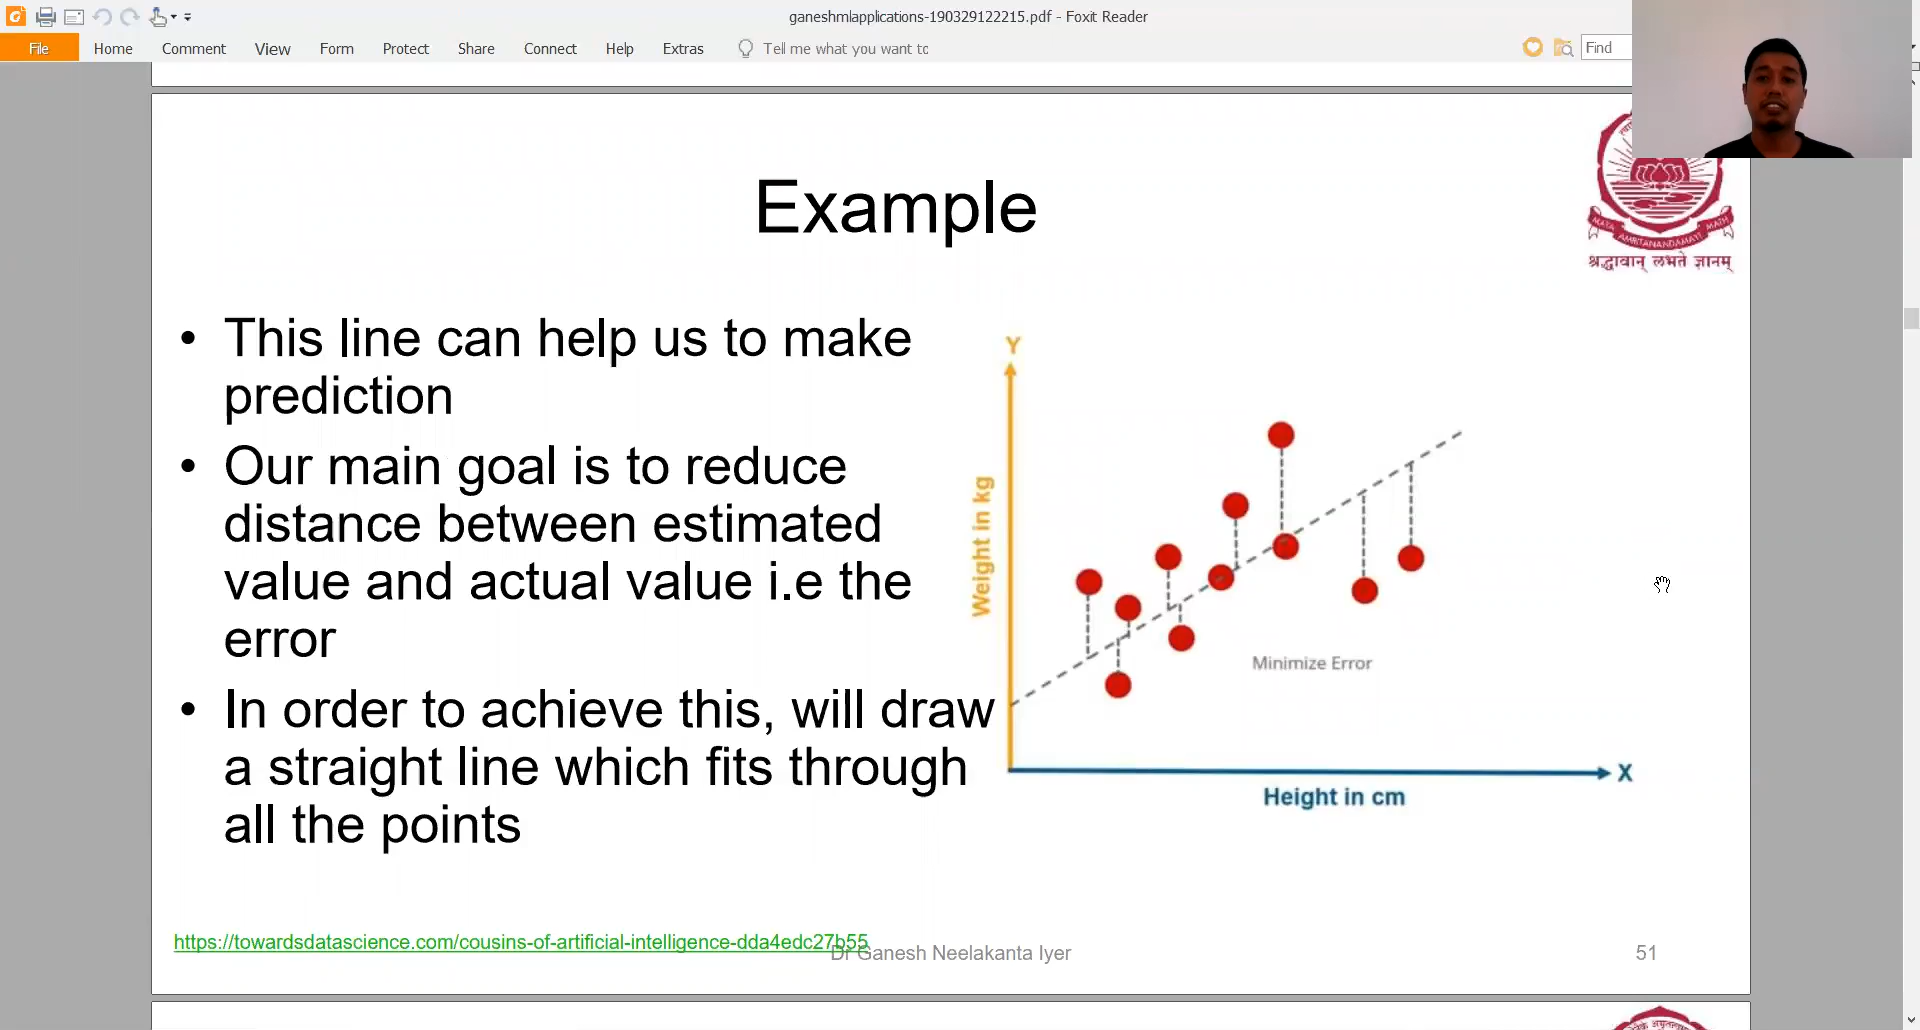 ganeshmlapplications-190329122215.pdf - Foxit Reader
File Home Comment View Form Protect Share Connect Help Extras Tell me what you want to Find
Example
MATA AMRITANANDAMAYI MATH
श्रद्धावान् लभते ज्ञानम्
• This line can help us to make
prediction
• Our main goal is to reduce
distance between estimated
value and actual value i.e the
error
• In order to achieve this, will draw
a straight line which fits through
all the points
Y
Weight in kg
Minimize Error
X
Height in cm
https://towardsdatascience.com/cousins-of-artificial-intelligence-dda4edc27b55
Dr Ganesh Neelakanta Iyer
51